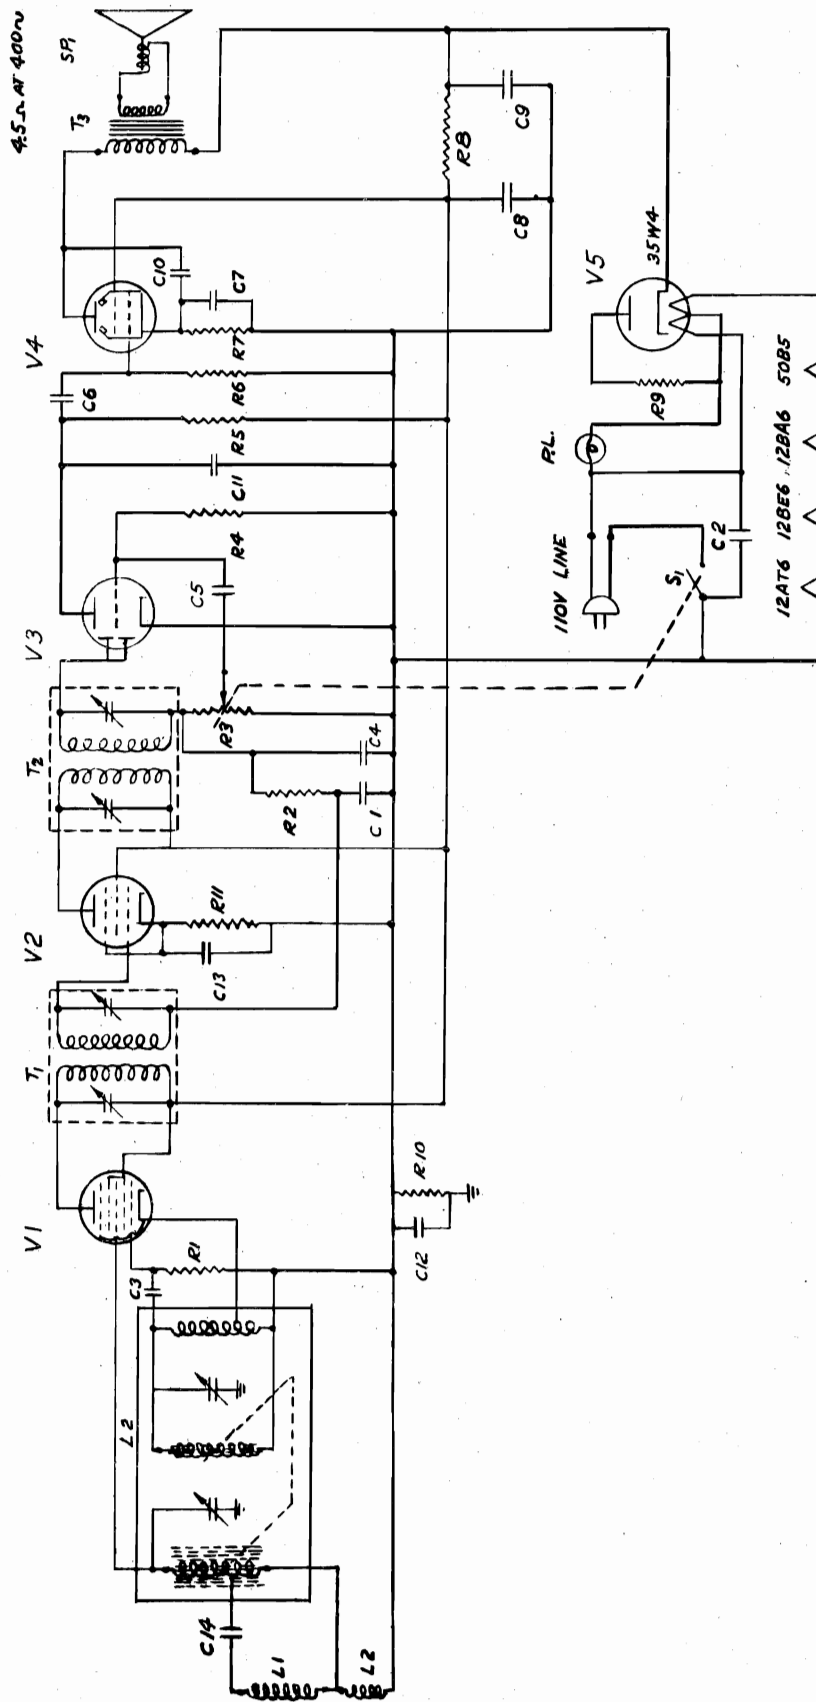 4.5 Ω AT 400~
SP1
T3
V4
C10
C7
R7
R6
R5
C6
C11
R4
C5
V3
T2
R3
C4
C1
R2
V2
R11
C13
T1
V1
R10
C12
R1
C3
L2
C14
L1
L2
R8
C9
C8
V5
35W4
R9
P.L.
110V LINE
S1
C2
12AT6 12BE6, 12BA6 50B5